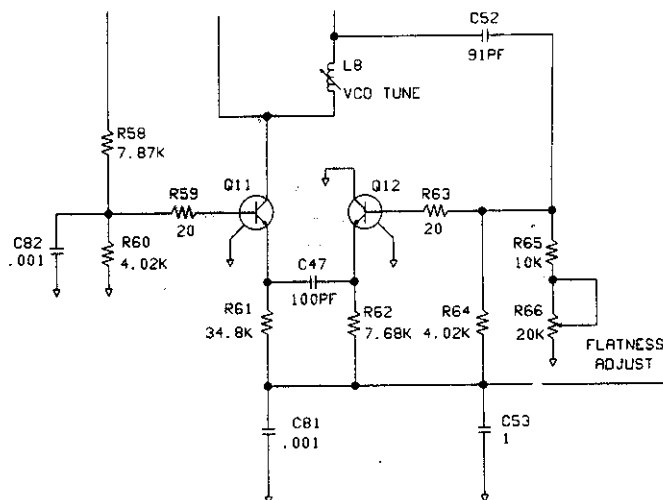 C52
91PF
L8
VCO TUNE
R58
7.87K
R59
20
Q11
Q12
R63
20
C82
.001
R60
4.02K
C47
100PF
R65
10K
R61
34.8K
R62
7.68K
R64
4.02K
R66
20K
FLATNESS
ADJUST
C81
.001
C53
1